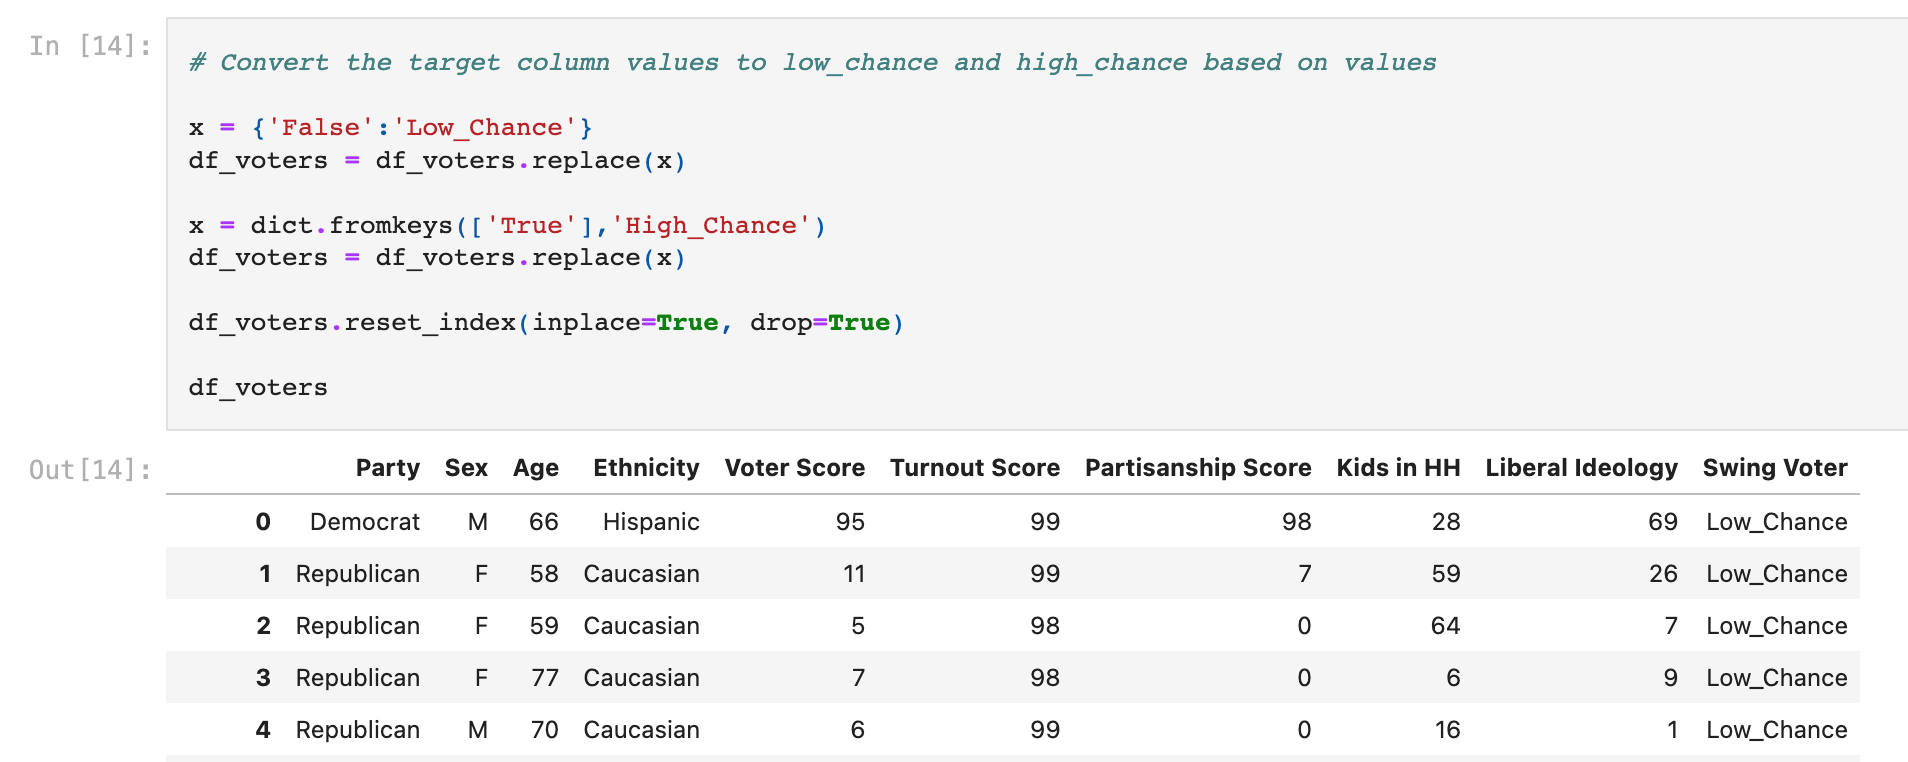 In [14]:
# Convert the target column values to low_chance and high_chance based on values
x = {'False':'Low_Chance'}
df_voters = df_voters.replace(x)
x = dict.fromkeys(['True'],'High_Chance')
df_voters = df_voters.replace(x)
df_voters.reset_index(inplace=True, drop=True)
df_voters
Out[14]:
Party Sex Age Ethnicity Voter Score Turnout Score Partisanship Score Kids in HH Liberal Ideology Swing Voter
0 Democrat M 66 Hispanic 95 99 98 28 69 Low_Chance
1 Republican F 58 Caucasian 11 99 7 59 26 Low_Chance
2 Republican F 59 Caucasian 5 98 0 64 7 Low_Chance
3 Republican F 77 Caucasian 7 98 0 6 9 Low_Chance
4 Republican M 70 Caucasian 6 99 0 16 1 Low_Chance